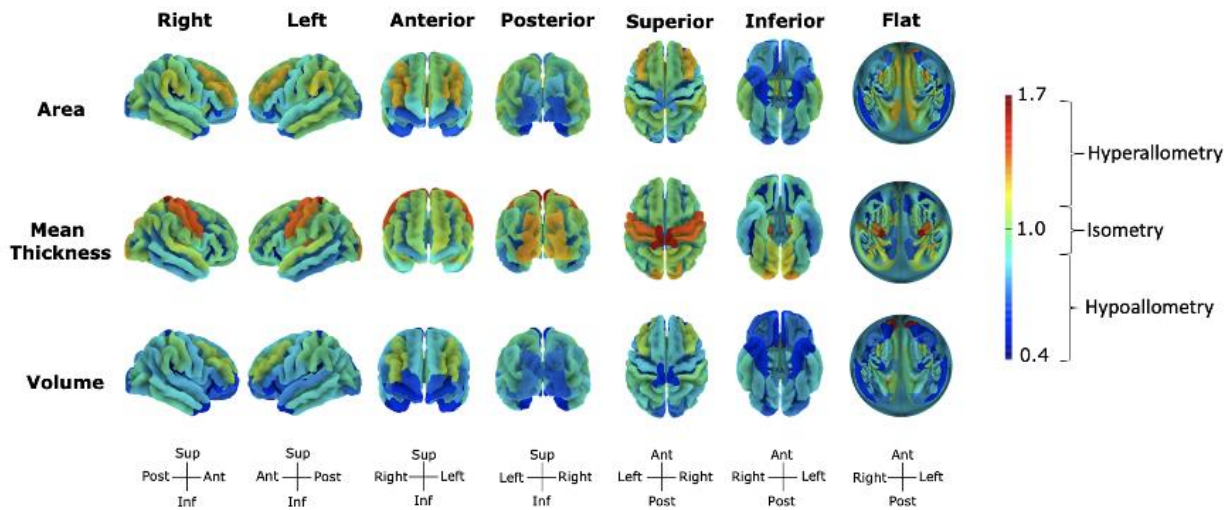 Right Left Anterior Posterior Superior Inferior Flat
Area
Mean
Thickness
Volume
1.7
Hyperallometry
1.0
Isometry
Hypoallometry
0.4
Sup Sup Sup Sup Ant Ant Ant
Post Ant Ant Post Right Left Left Right Left Right Right Left Right Left
Inf Inf Inf Inf Post Post Post